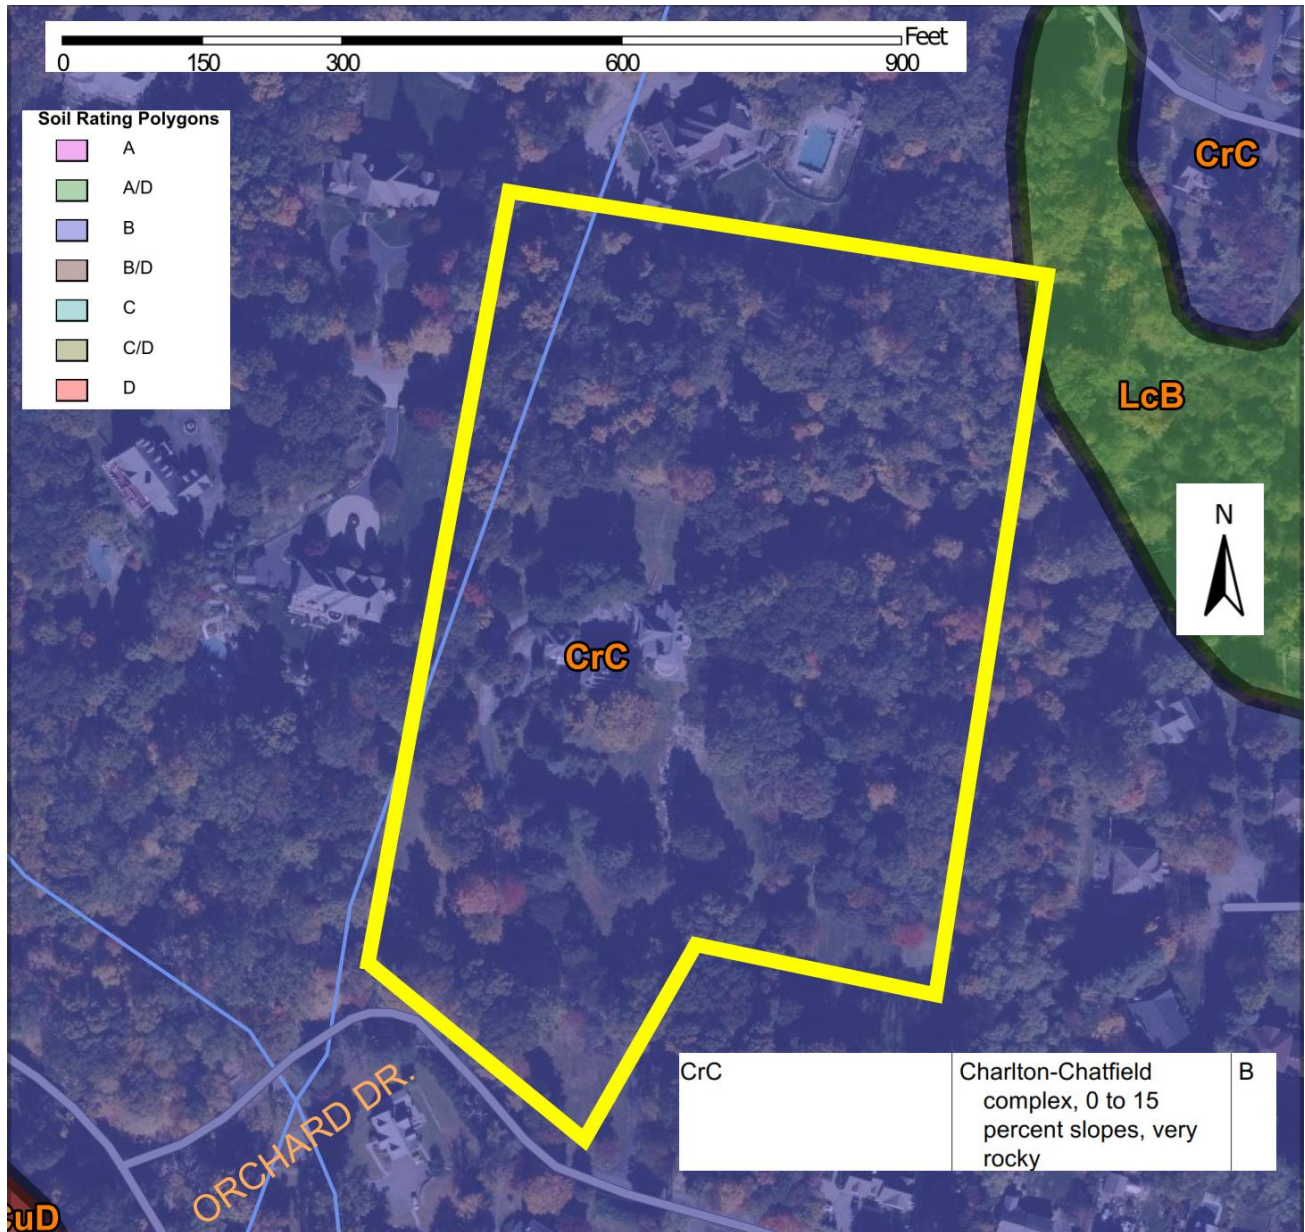 Feet
0 150 300 600 900
Soil Rating Polygons
A
A/D
B
B/D
C
C/D
D
CrC
LcB
N
CrC
CrC Charlton-Chatfield B
complex, 0 to 15
percent slopes, very
rocky
ORCHARD DR.
uD